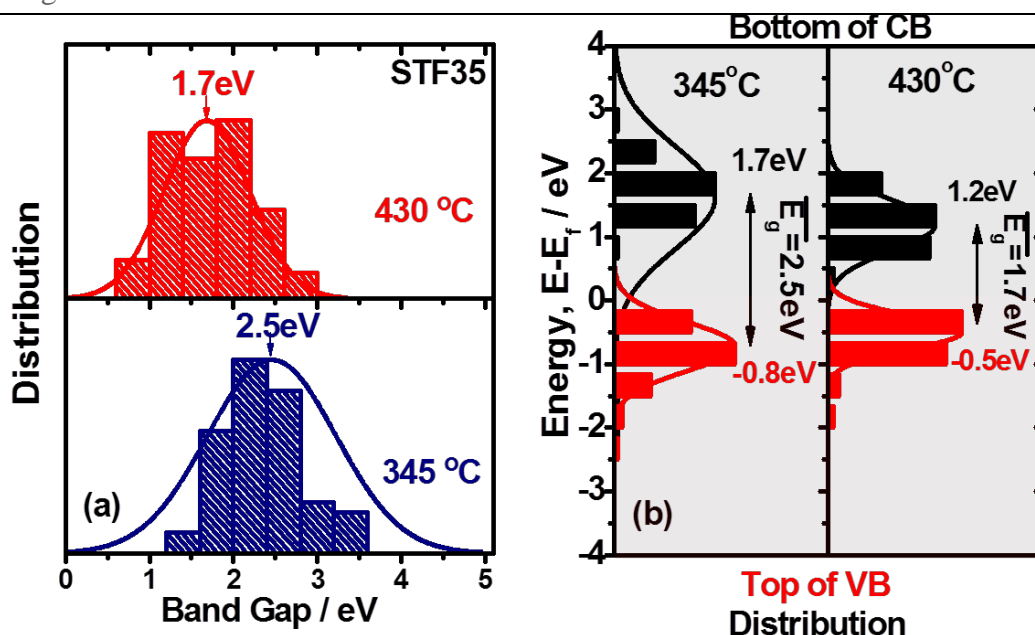 STF35
1.7eV
430 °C
2.5eV
345 °C
(a)
Distribution
0 1 2 3 4 5
Band Gap / eV
Bottom of CB
345°C
430°C
4
3
2
1
0
-1
-2
-3
-4
Energy, E-E_f / eV
1.7eV
E_g=2.5eV
-0.8eV
1.2eV
E_g=1.7eV
-0.5eV
(b)
Top of VB
Distribution